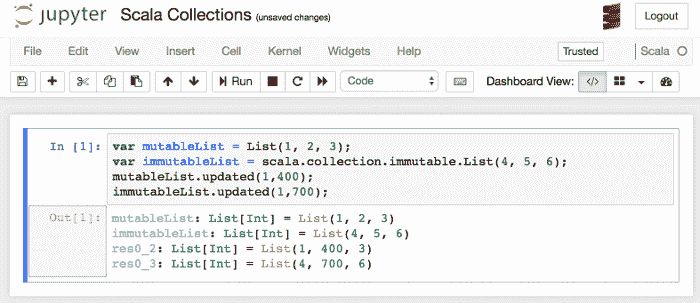 jupyter Scala Collections (unsaved changes)
Logout
File Edit View Insert Cell Kernel Widgets Help Trusted Scala
Run Code Dashboard View:
In [1]: var mutableList = List(1, 2, 3);
var immutableList = scala.collection.immutable.List(4, 5, 6);
mutableList.updated(1,400);
immutableList.updated(1,700);
Out[1]: mutableList: List[Int] = List(1, 2, 3)
immutableList: List[Int] = List(4, 5, 6)
res0_2: List[Int] = List(1, 400, 3)
res0_3: List[Int] = List(4, 700, 6)